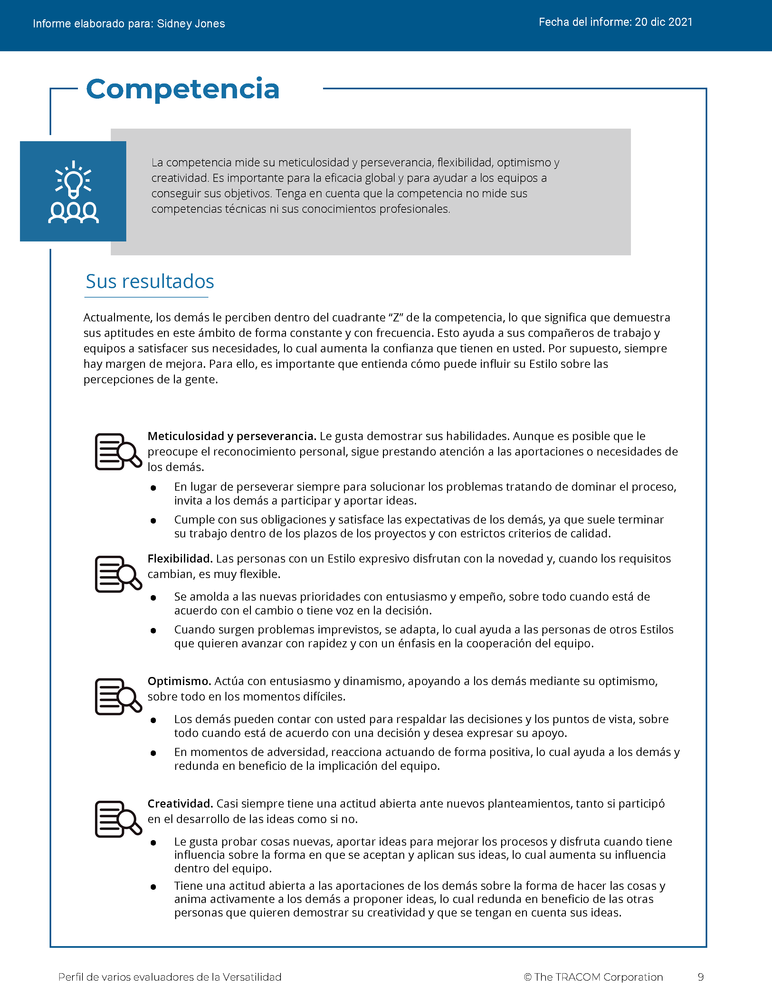 Informe elaborado para: Sidney Jones
Fecha del informe: 20 dic 2021
Competencia
La competencia mide su meticulosidad y perseverancia, flexibilidad, optimismo y
creatividad. Es importante para la eficacia global y para ayudar a los equipos a
conseguir sus objetivos. Tenga en cuenta que la competencia no mide sus
competencias técnicas ni sus conocimientos profesionales.
Sus resultados
Actualmente, los demás le perciben dentro del cuadrante “Z” de la competencia, lo que significa que demuestra
sus aptitudes en este ámbito de forma constante y con frecuencia. Esto ayuda a sus compañeros de trabajo y
equipos a satisfacer sus necesidades, lo cual aumenta la confianza que tienen en usted. Por supuesto, siempre
hay margen de mejora. Para ello, es importante que entienda cómo puede influir su Estilo sobre las
percepciones de la gente.
Meticulosidad y perseverancia. Le gusta demostrar sus habilidades. Aunque es posible que le
preocupe el reconocimiento personal, sigue prestando atención a las aportaciones o necesidades de
los demás.
● En lugar de perseverar siempre para solucionar los problemas tratando de dominar el proceso,
invita a los demás a participar y aportar ideas.
● Cumple con sus obligaciones y satisface las expectativas de los demás, ya que suele terminar
su trabajo dentro de los plazos de los proyectos y con estrictos criterios de calidad.
Flexibilidad. Las personas con un Estilo expresivo disfrutan con la novedad y, cuando los requisitos
cambian, es muy flexible.
● Se amolda a las nuevas prioridades con entusiasmo y empeño, sobre todo cuando está de
acuerdo con el cambio o tiene voz en la decisión.
● Cuando surgen problemas imprevistos, se adapta, lo cual ayuda a las personas de otros Estilos
que quieren avanzar con rapidez y con un énfasis en la cooperación del equipo.
Optimismo. Actúa con entusiasmo y dinamismo, apoyando a los demás mediante su optimismo,
sobre todo en los momentos difíciles.
● Los demás pueden contar con usted para respaldar las decisiones y los puntos de vista, sobre
todo cuando está de acuerdo con una decisión y desea expresar su apoyo.
● En momentos de adversidad, reacciona actuando de forma positiva, lo cual ayuda a los demás y
redunda en beneficio de la implicación del equipo.
Creatividad. Casi siempre tiene una actitud abierta ante nuevos planteamientos, tanto si participó
en el desarrollo de las ideas como si no.
● Le gusta probar cosas nuevas, aportar ideas para mejorar los procesos y disfruta cuando tiene
influencia sobre la forma en que se aceptan y aplican sus ideas, lo cual aumenta su influencia
dentro del equipo.
● Tiene una actitud abierta a las aportaciones de los demás sobre la forma de hacer las cosas y
anima activamente a los demás a proponer ideas, lo cual redunda en beneficio de las otras
personas que quieren demostrar su creatividad y que se tengan en cuenta sus ideas.
Perfil de varios evaluadores de la Versatilidad
© The TRACOM Corporation
9